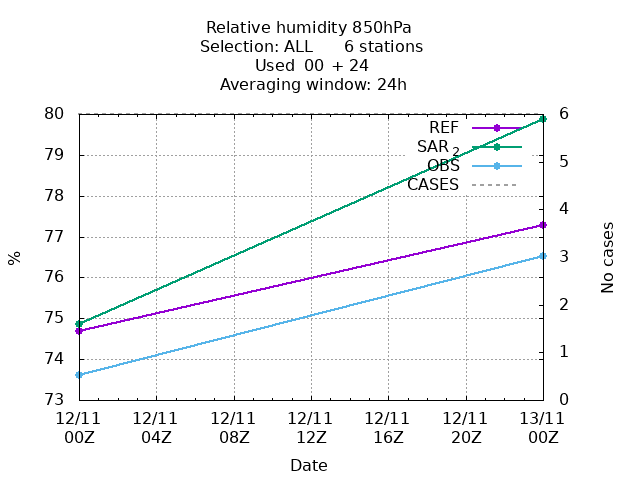 Relative humidity 850hPa
Selection: ALL 6 stations
Used 00 + 24
Averaging window: 24h
80
79
78
77
76
75
74
73
%
6
5
4
3
2
1
0
No cases
REF
SAR 2
OBS
CASES
12/11 12/11 12/11 12/11 12/11 12/11 13/11
00Z 04Z 08Z 12Z 16Z 20Z 00Z
Date